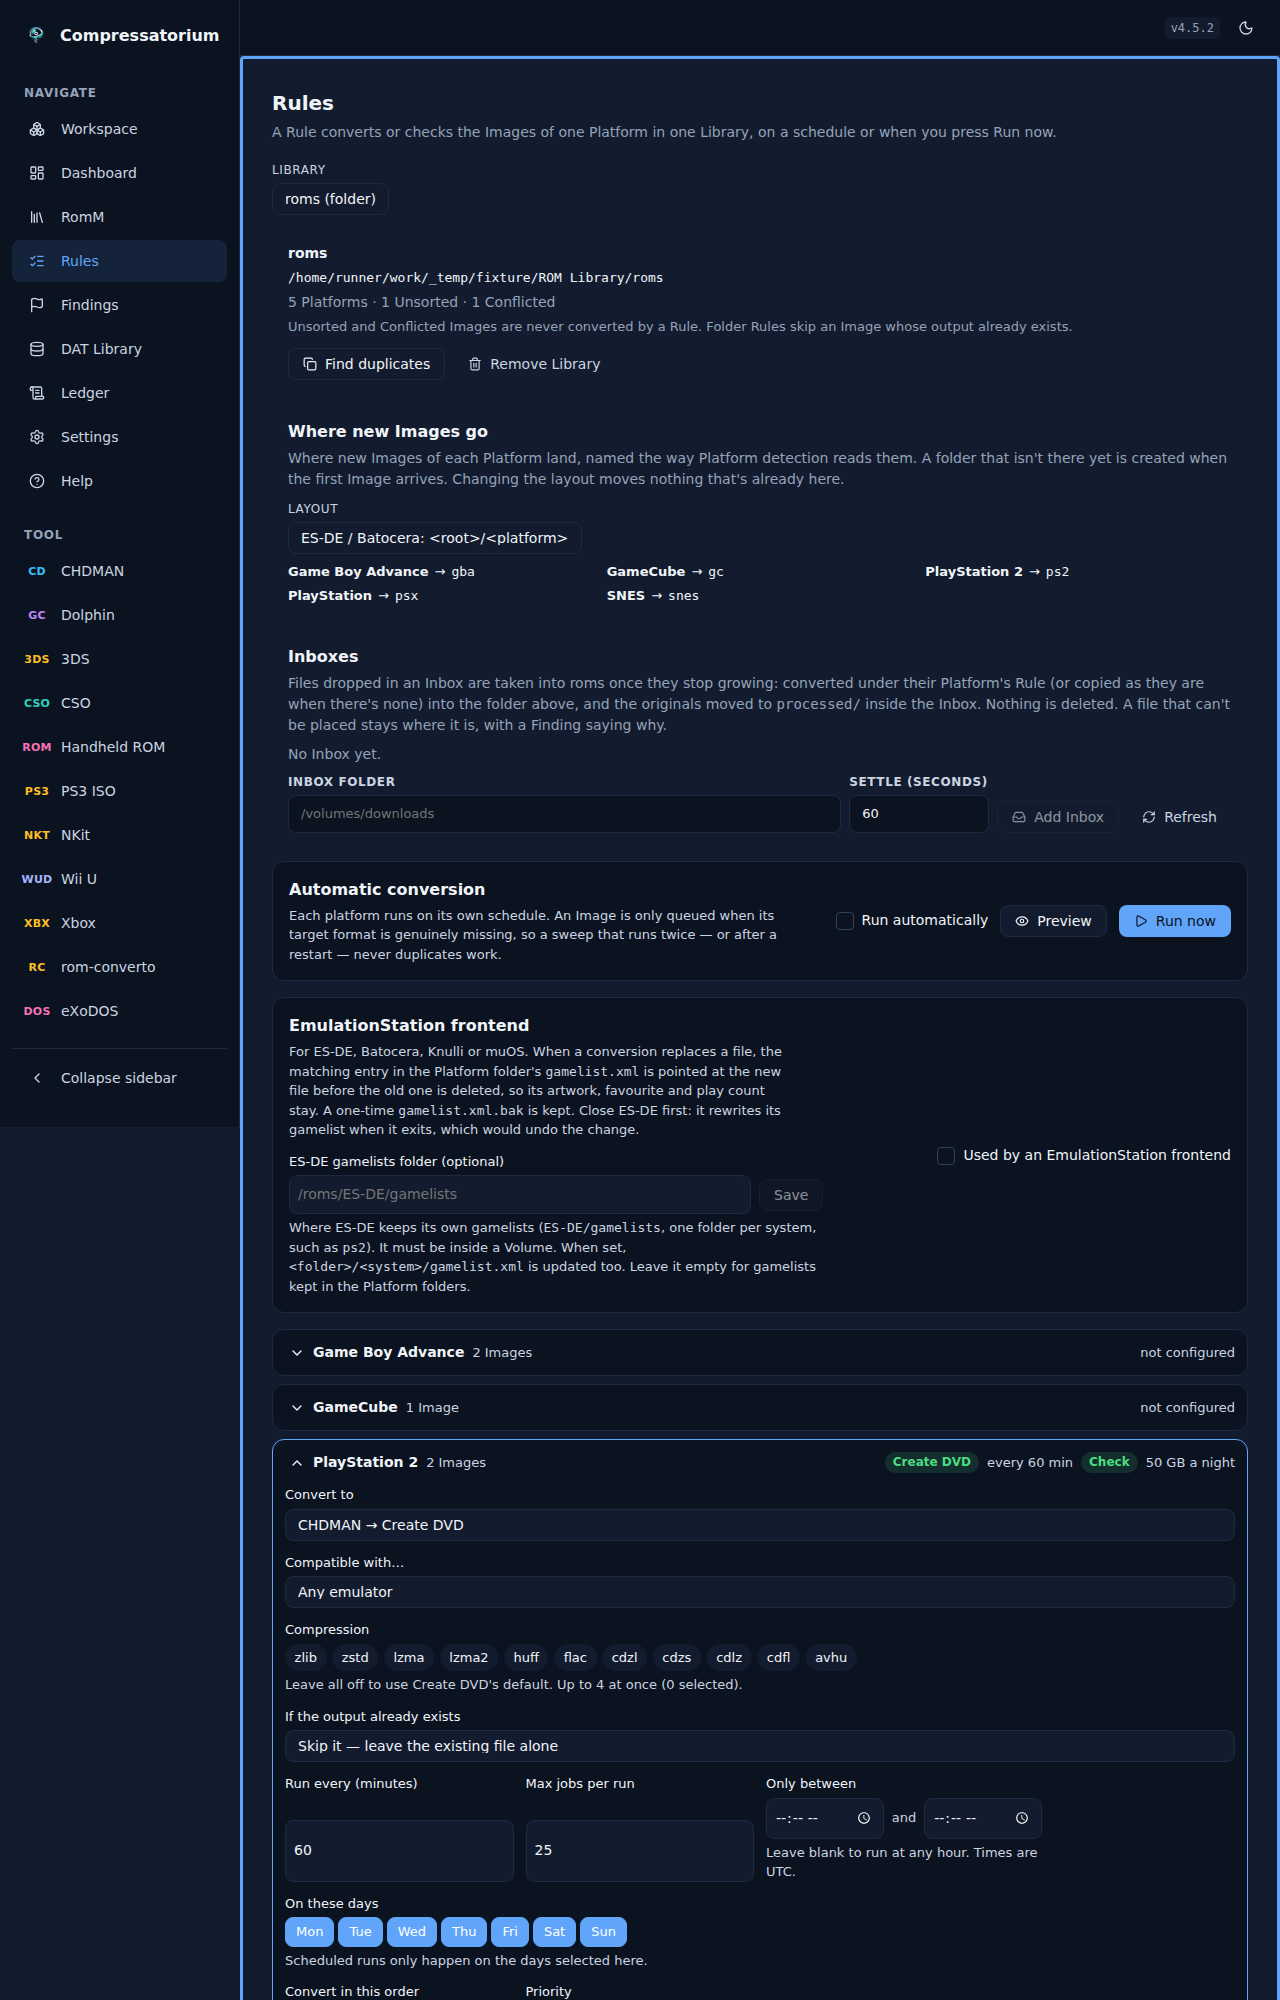 Compressatorium
v4.5.2
NAVIGATE
Workspace
Dashboard
RomM
Rules
Findings
DAT Library
Ledger
Settings
Help
TOOL
CD CHDMAN
GC Dolphin
3DS 3DS
CSO CSO
ROM Handheld ROM
PS3 PS3 ISO
NKT NKit
WUD Wii U
XBX Xbox
RC rom-converto
DOS eXoDOS
Collapse sidebar
Rules
A Rule converts or checks the Images of one Platform in one Library, on a schedule or when you press Run now.
LIBRARY
roms (folder)
roms
/home/runner/work/_temp/fixture/ROM Library/roms
5 Platforms · 1 Unsorted · 1 Conflicted
Unsorted and Conflicted Images are never converted by a Rule. Folder Rules skip an Image whose output already exists.
Find duplicates Remove Library
Where new Images go
Where new Images of each Platform land, named the way Platform detection reads them. A folder that isn't there yet is created when
the first Image arrives. Changing the layout moves nothing that's already here.
LAYOUT
ES-DE / Batocera: <root>/<platform>
Game Boy Advance → gba GameCube → gc PlayStation 2 → ps2
PlayStation → psx SNES → snes
Inboxes
Files dropped in an Inbox are taken into roms once they stop growing: converted under their Platform's Rule (or copied as they are
when there's none) into the folder above, and the originals moved to processed/ inside the Inbox. Nothing is deleted. A file that can't
be placed stays where it is, with a Finding saying why.
No Inbox yet.
INBOX FOLDER SETTLE (SECONDS)
/volumes/downloads 60 Add Inbox Refresh
Automatic conversion
Each platform runs on its own schedule. An Image is only queued when its
target format is genuinely missing, so a sweep that runs twice — or after a
restart — never duplicates work.
Run automatically Preview Run now
EmulationStation frontend
For ES-DE, Batocera, Knulli or muOS. When a conversion replaces a file, the
matching entry in the Platform folder's gamelist.xml is pointed at the new
file before the old one is deleted, so its artwork, favourite and play count
stay. A one-time gamelist.xml.bak is kept. Close ES-DE first: it rewrites its
gamelist when it exits, which would undo the change.
Used by an EmulationStation frontend
ES-DE gamelists folder (optional)
/roms/ES-DE/gamelists Save
Where ES-DE keeps its own gamelists (ES-DE/gamelists, one folder per system,
such as ps2). It must be inside a Volume. When set,
<folder>/<system>/gamelist.xml is updated too. Leave it empty for gamelists
kept in the Platform folders.
Game Boy Advance 2 Images not configured
GameCube 1 Image not configured
PlayStation 2 2 Images Create DVD every 60 min Check 50 GB a night
Convert to
CHDMAN → Create DVD
Compatible with…
Any emulator
Compression
zlib zstd lzma lzma2 huff flac cdzl cdzs cdlz cdfl avhu
Leave all off to use Create DVD's default. Up to 4 at once (0 selected).
If the output already exists
Skip it — leave the existing file alone
Run every (minutes) Max jobs per run Only between
60 25 --:-- -- and --:-- --
Leave blank to run at any hour. Times are
UTC.
On these days
Mon Tue Wed Thu Fri Sat Sun
Scheduled runs only happen on the days selected here.
Convert in this order Priority